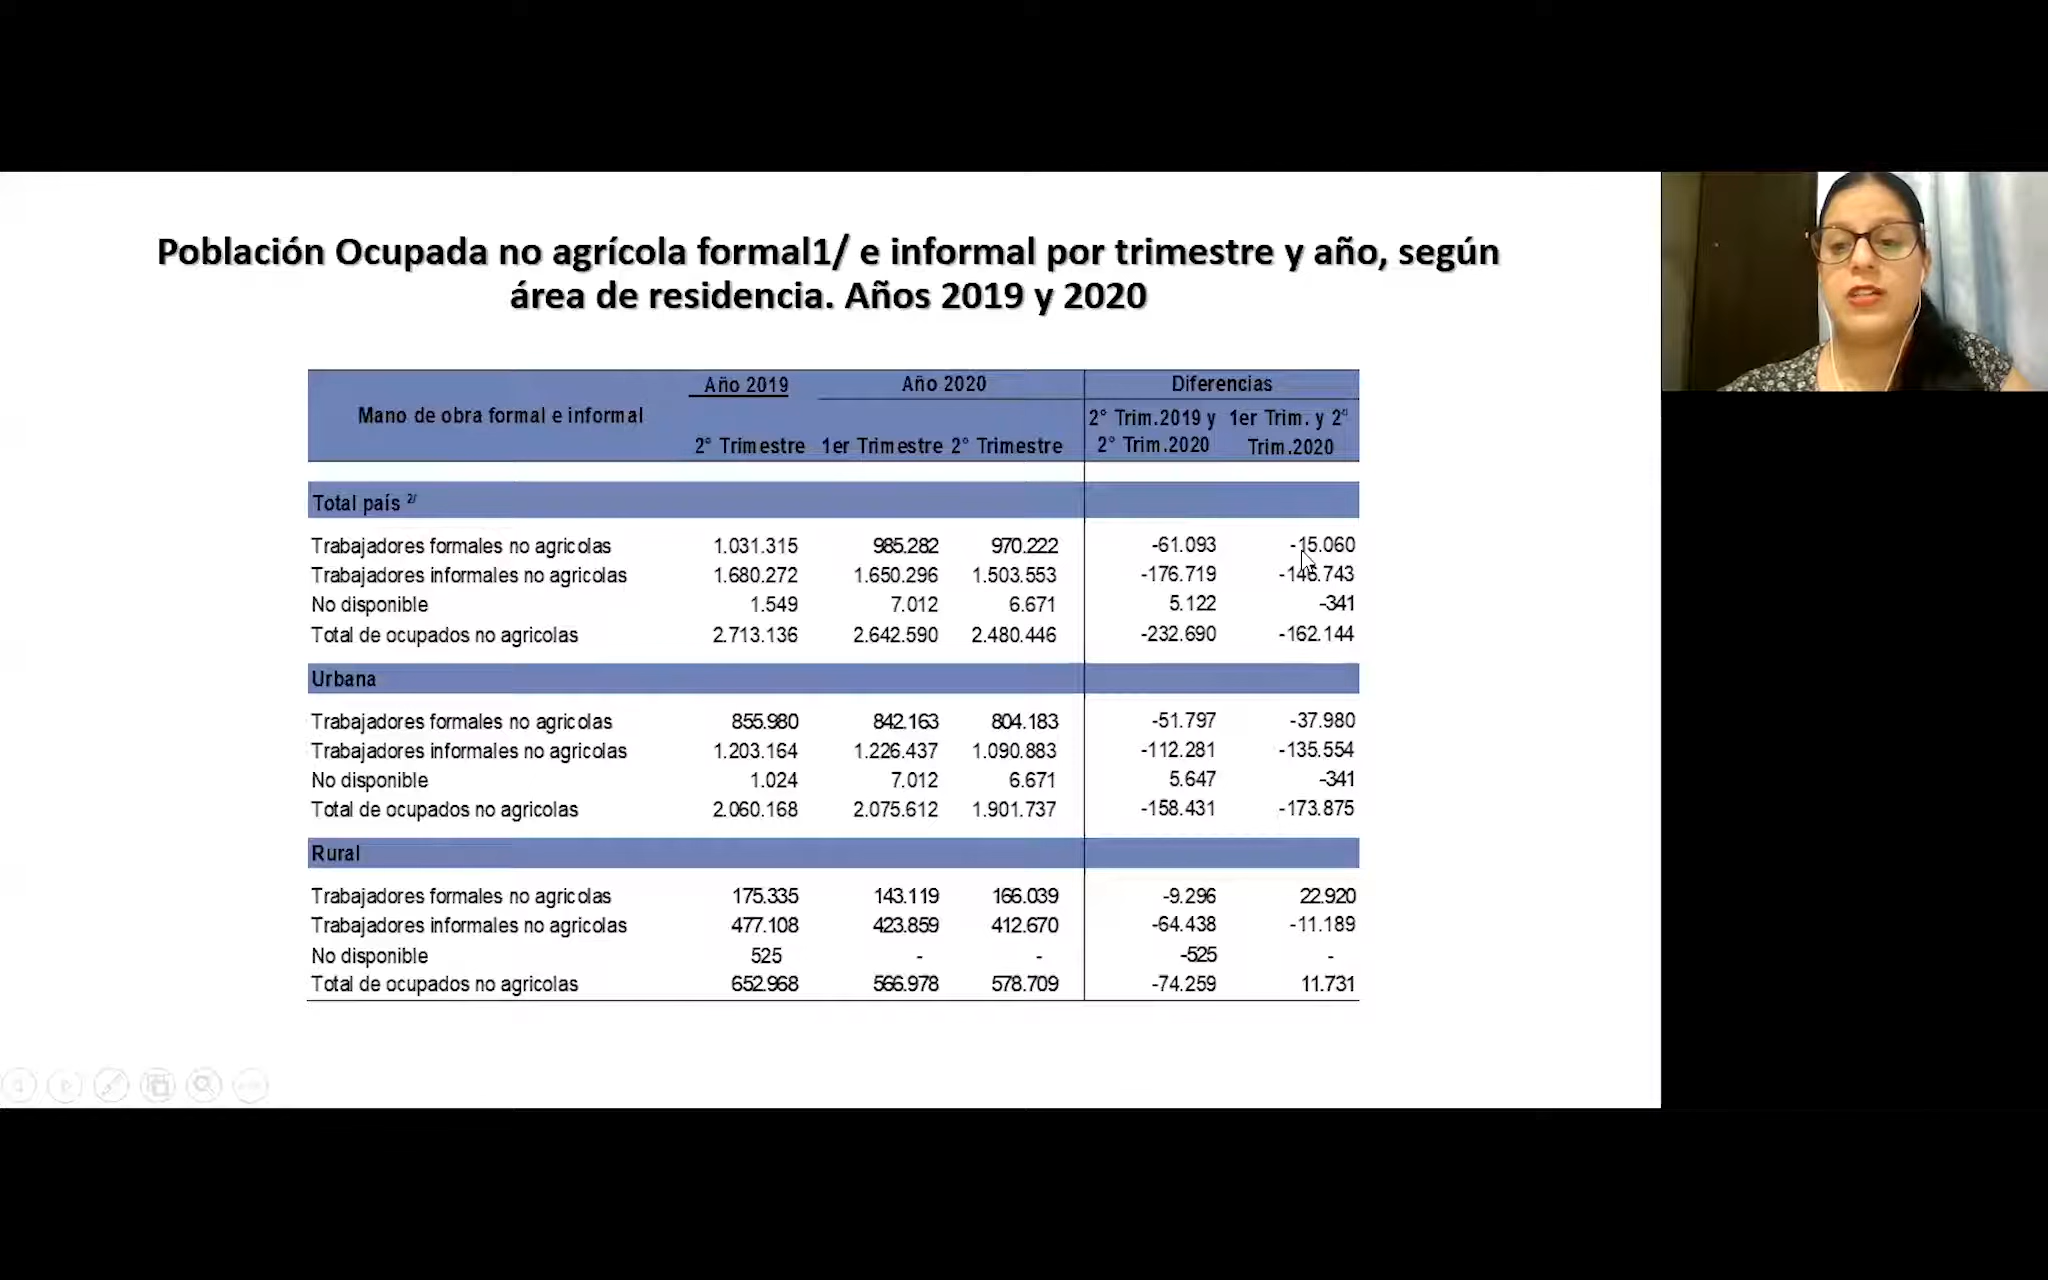 Población Ocupada no agrícola formal1/ e informal por trimestre y año, según
área de residencia. Años 2019 y 2020
Mano de obra formal e informal Año 2019 Año 2020 Diferencias
2° Trimestre 1er Trimestre 2° Trimestre 2° Trim.2019 y 2° Trim.2020 1er Trim. y 2° Trim.2020
Total país 2/
Trabajadores formales no agricolas 1.031.315 985.282 970.222 -61.093 -15.060
Trabajadores informales no agricolas 1.680.272 1.650.296 1.503.553 -176.719 -146.743
No disponible 1.549 7.012 6.671 5.122 -341
Total de ocupados no agricolas 2.713.136 2.642.590 2.480.446 -232.690 -162.144
Urbana
Trabajadores formales no agricolas 855.980 842.163 804.183 -51.797 -37.980
Trabajadores informales no agricolas 1.203.164 1.226.437 1.090.883 -112.281 -135.554
No disponible 1.024 7.012 6.671 5.647 -341
Total de ocupados no agricolas 2.060.168 2.075.612 1.901.737 -158.431 -173.875
Rural
Trabajadores formales no agricolas 175.335 143.119 166.039 -9.296 22.920
Trabajadores informales no agricolas 477.108 423.859 412.670 -64.438 -11.189
No disponible 525 - - -525 -
Total de ocupados no agricolas 652.968 566.978 578.709 -74.259 11.731